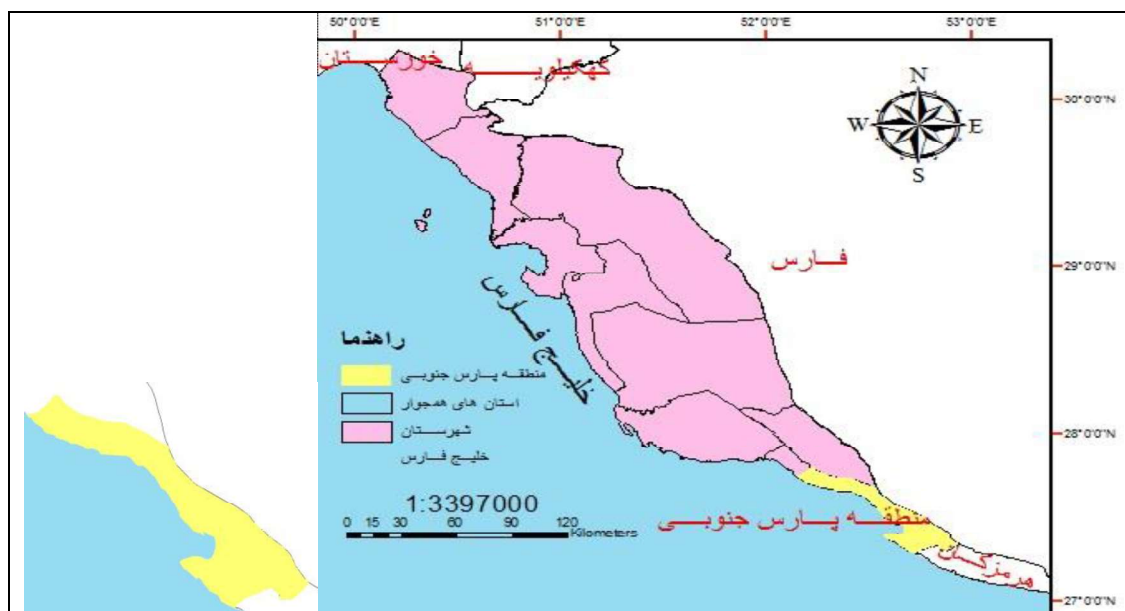 50°0'0"E 51°0'0"E 52°0'0"E 53°0'0"E
خوزستان
کهکیلویه
N
W E
S
30°0'0"N
فارس
29°0'0"N
خلیج فارس
راهنما
منطقه پارس جنوبی
استان های همجوار
شهرستان
خلیج فارس
28°0'0"N
1:3397000
0 15 30 60 90 120
Kilometers
منطقه پارس جنوبی
هرمزگان
27°0'0"N